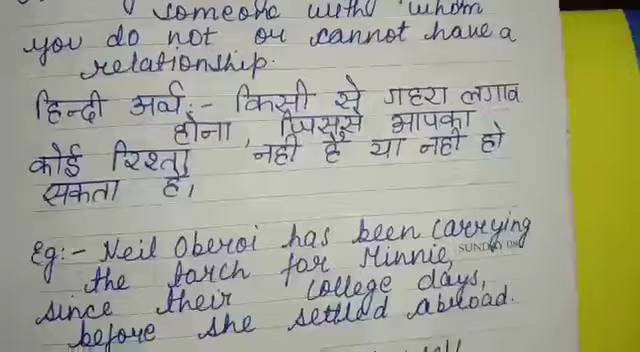 someone with whom
you do not or cannot have a
relationship.
हिन्दी अर्थ:- किसी से गहरा लगाव
होना, जिससे आपका
कोई रिश्ता नही है या नही हो
सकता है,
Eg:- Neil Oberoi has been carrying
the torch for Minnie,
SUNDAY
since their college days,
before she settled abroad.